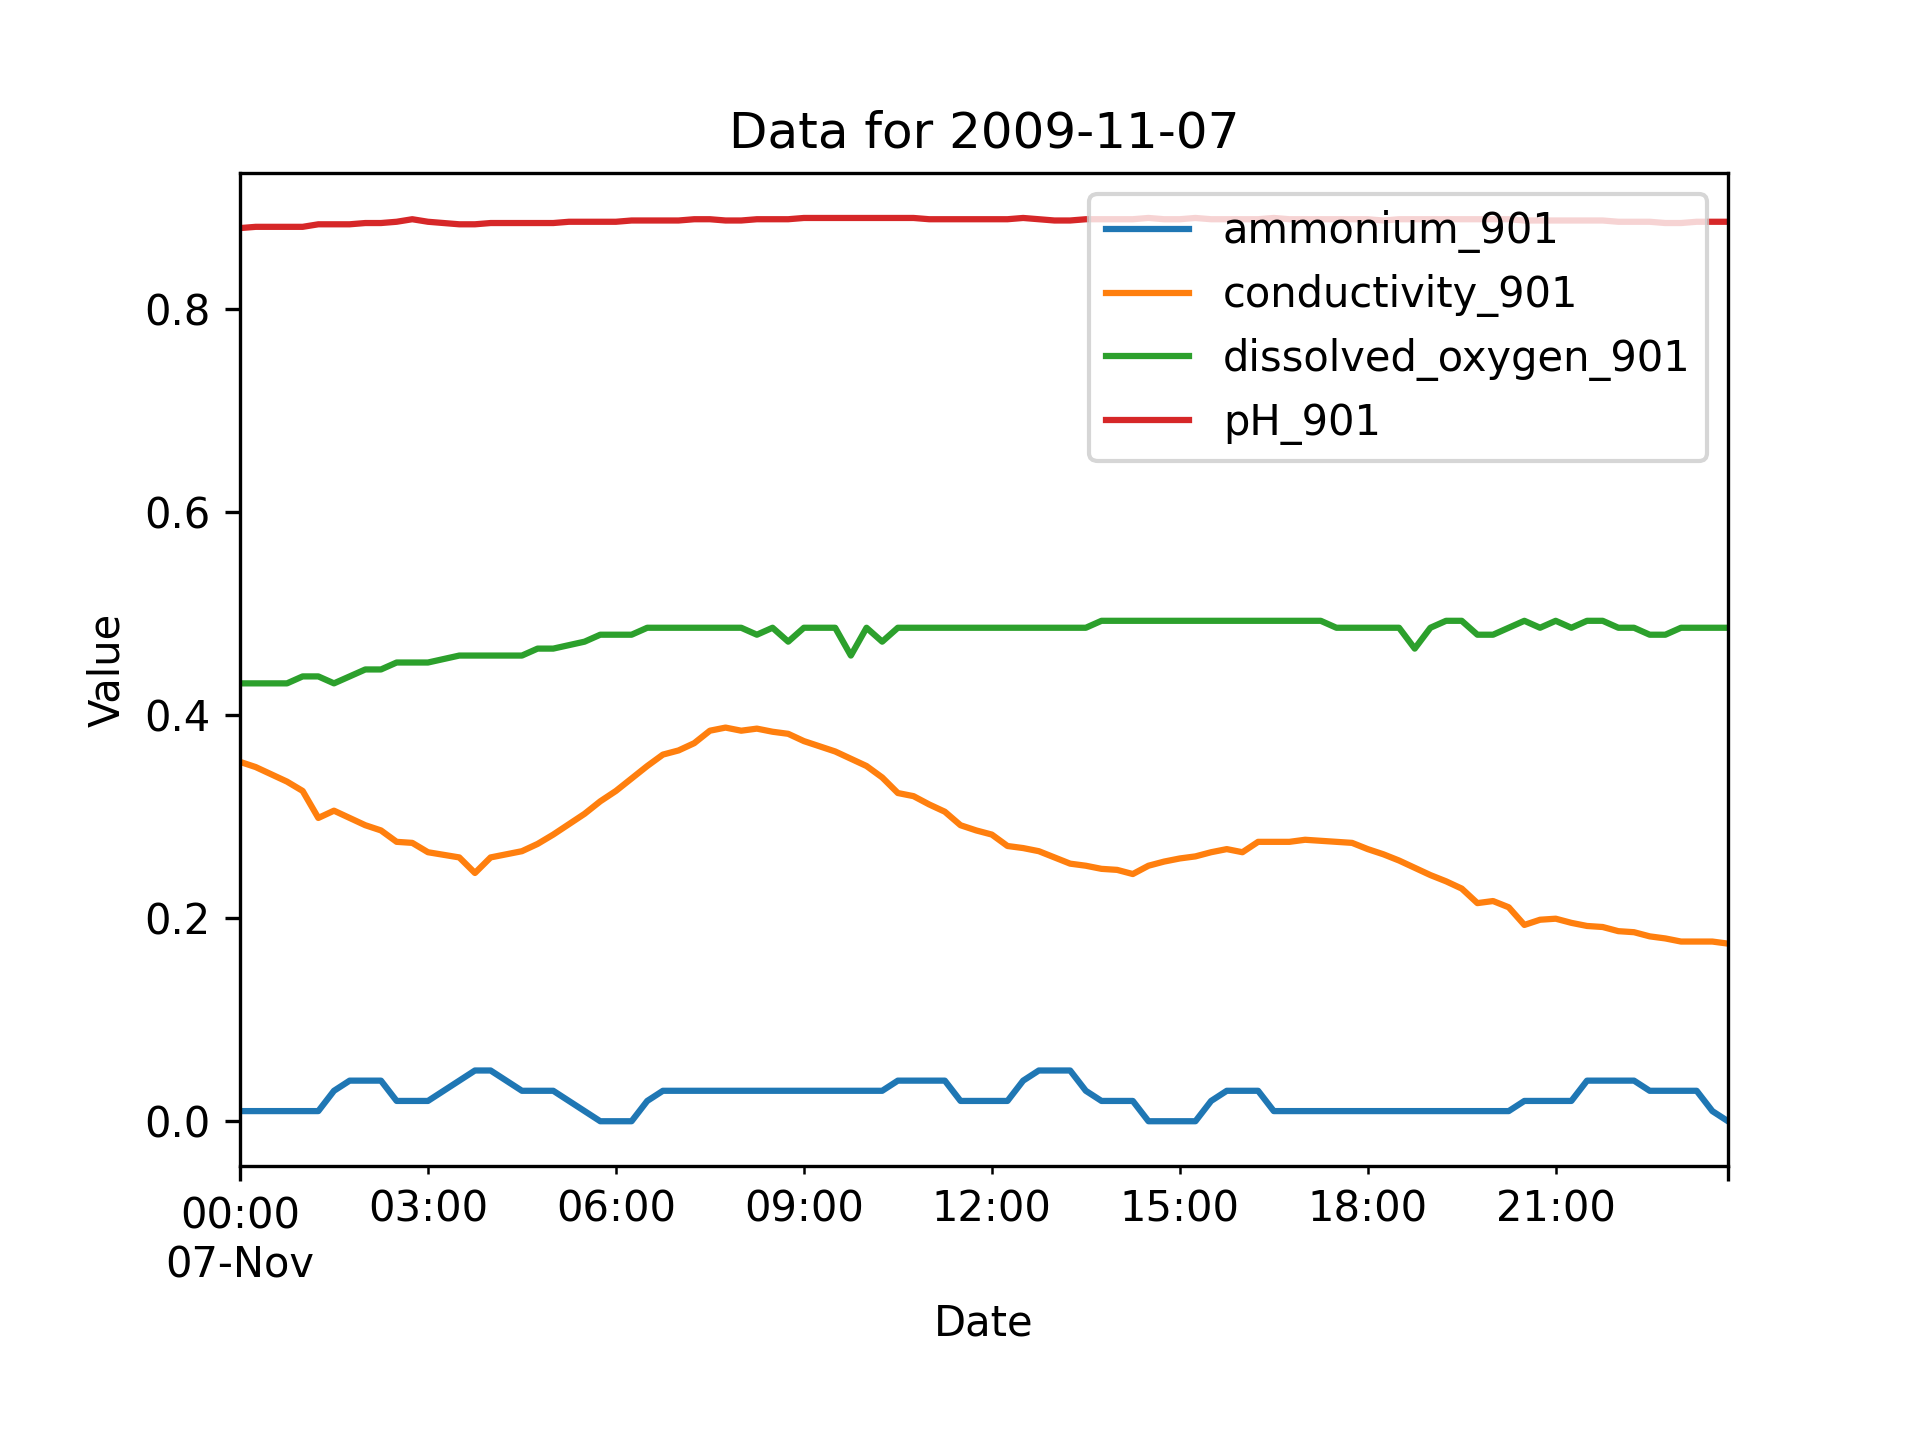 Data for 2009-11-07
ammonium_901
conductivity_901
dissolved_oxygen_901
pH_901
Value
0.8
0.6
0.4
0.2
0.0
00:00 03:00 06:00 09:00 12:00 15:00 18:00 21:00
07-Nov
Date